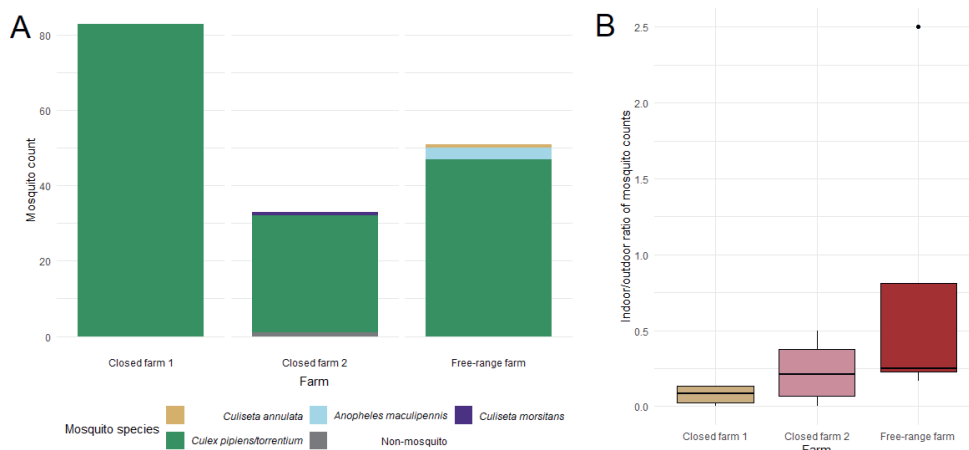 A
Mosquito count
80
60
40
20
0
Closed farm 1
Closed farm 2
Free-range farm
Farm
Mosquito species
Culiseta annulata
Anopheles maculipennis
Culiseta morsitans
Culex pipiens/torrentium
Non-mosquito
B
Indoor/outdoor ratio of mosquito counts
2.5
2.0
1.5
1.0
0.5
0.0
Closed farm 1
Closed farm 2
Free-range farm
Farm